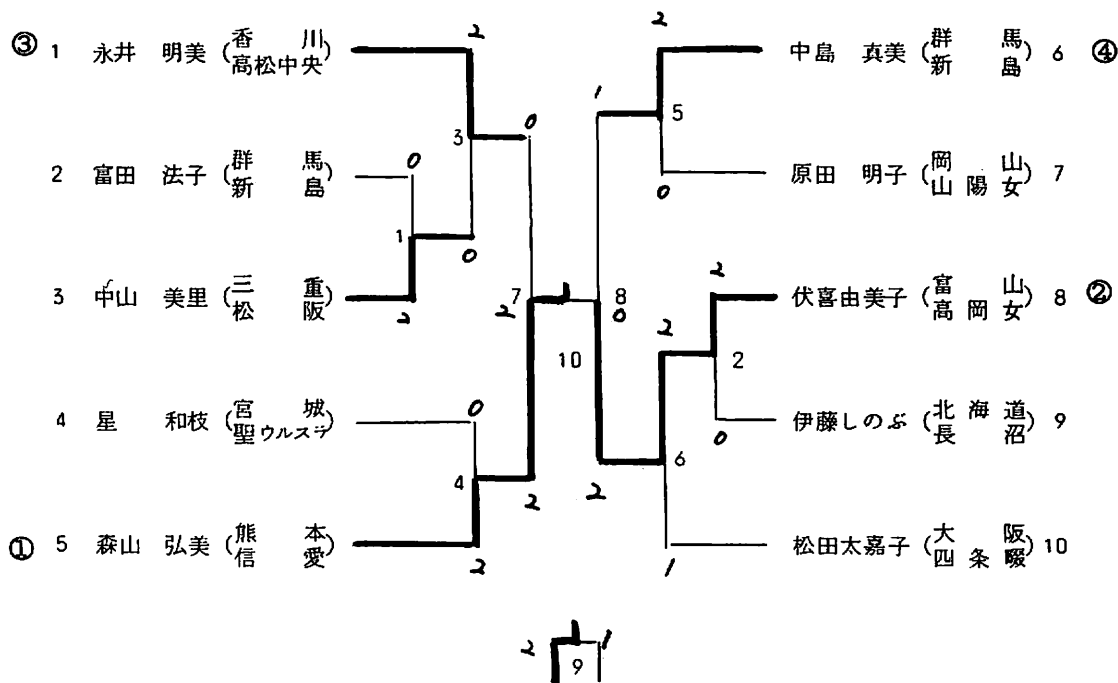 ③ 1 永井 明美 (香川 高松中央)
2 富田 法子 (群馬 新島)
3 中山 美里 (三重 松阪)
4 星 和枝 (宮城 聖ウルスラ)
① 5 森山 弘美 (熊本 信愛)
2
3
0
0
1
0
2
7
2
0
4
2
2
10
2
1
5
0
8
0
2
2
2
0
6
2
1
中島 真美 (群馬 新島) 6 ④
原田 明子 (岡山 山陽女) 7
伏喜由美子 (富山 高岡女) 8 ②
伊藤しのぶ (北海道 長沼) 9
松田太嘉子 (大阪 四条畷) 10
2 9 1